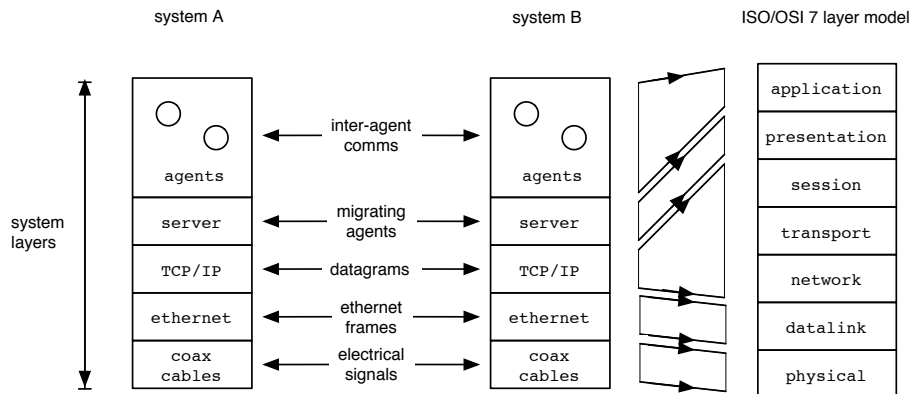 system A
system B
ISO/OSI 7 layer model
system
layers
agents
server
TCP/IP
ethernet
coax
cables
inter-agent
comms
migrating
agents
datagrams
ethernet
frames
electrical
signals
agents
server
TCP/IP
ethernet
coax
cables
application
presentation
session
transport
network
datalink
physical